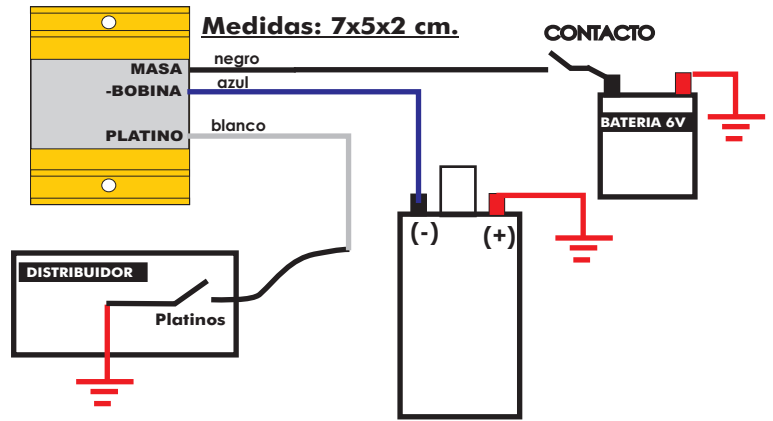 Medidas: 7x5x2 cm.
CONTACTO
MASA
negro
-BOBINA
azul
PLATINO
blanco
BATERIA 6V
(-)
(+)
DISTRIBUIDOR
Platinos